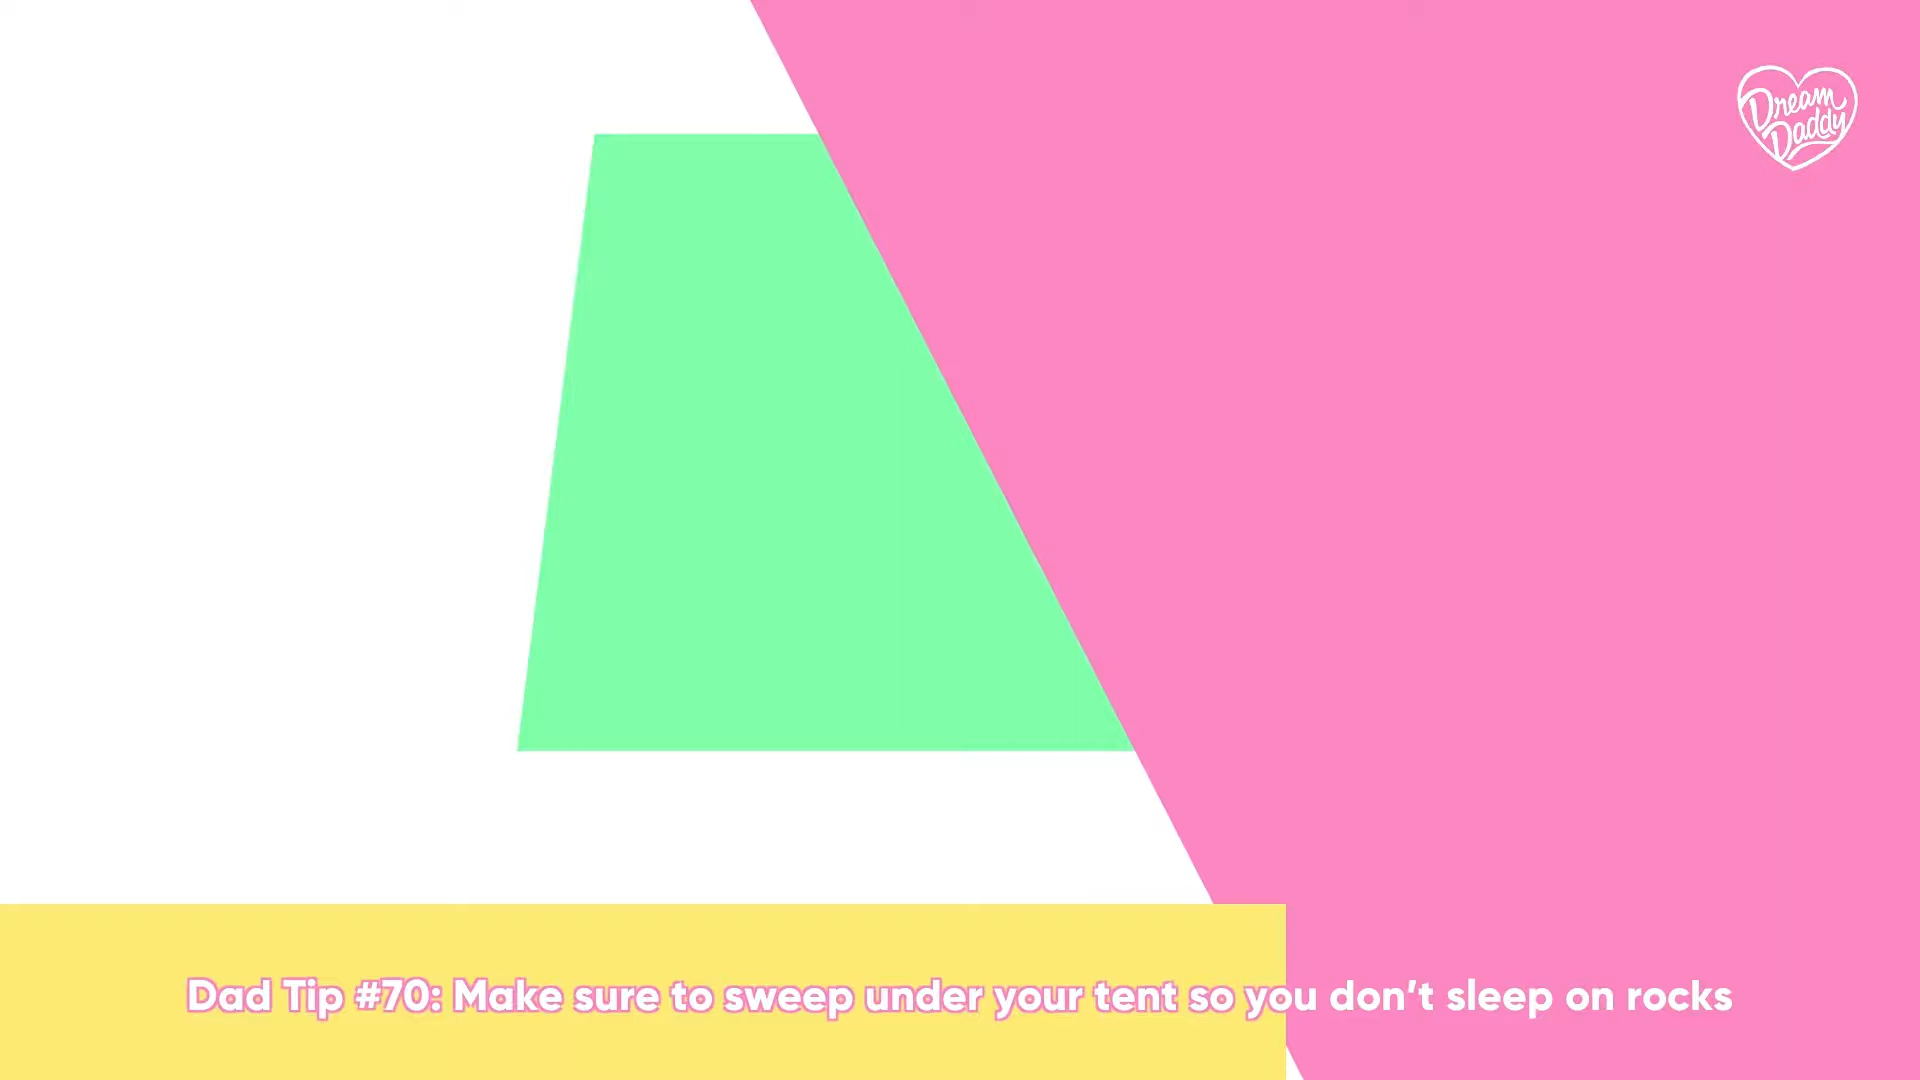 Dream
Daddy
Dad Tip #70: Make sure to sweep under your tent so you don’t sleep on rocks